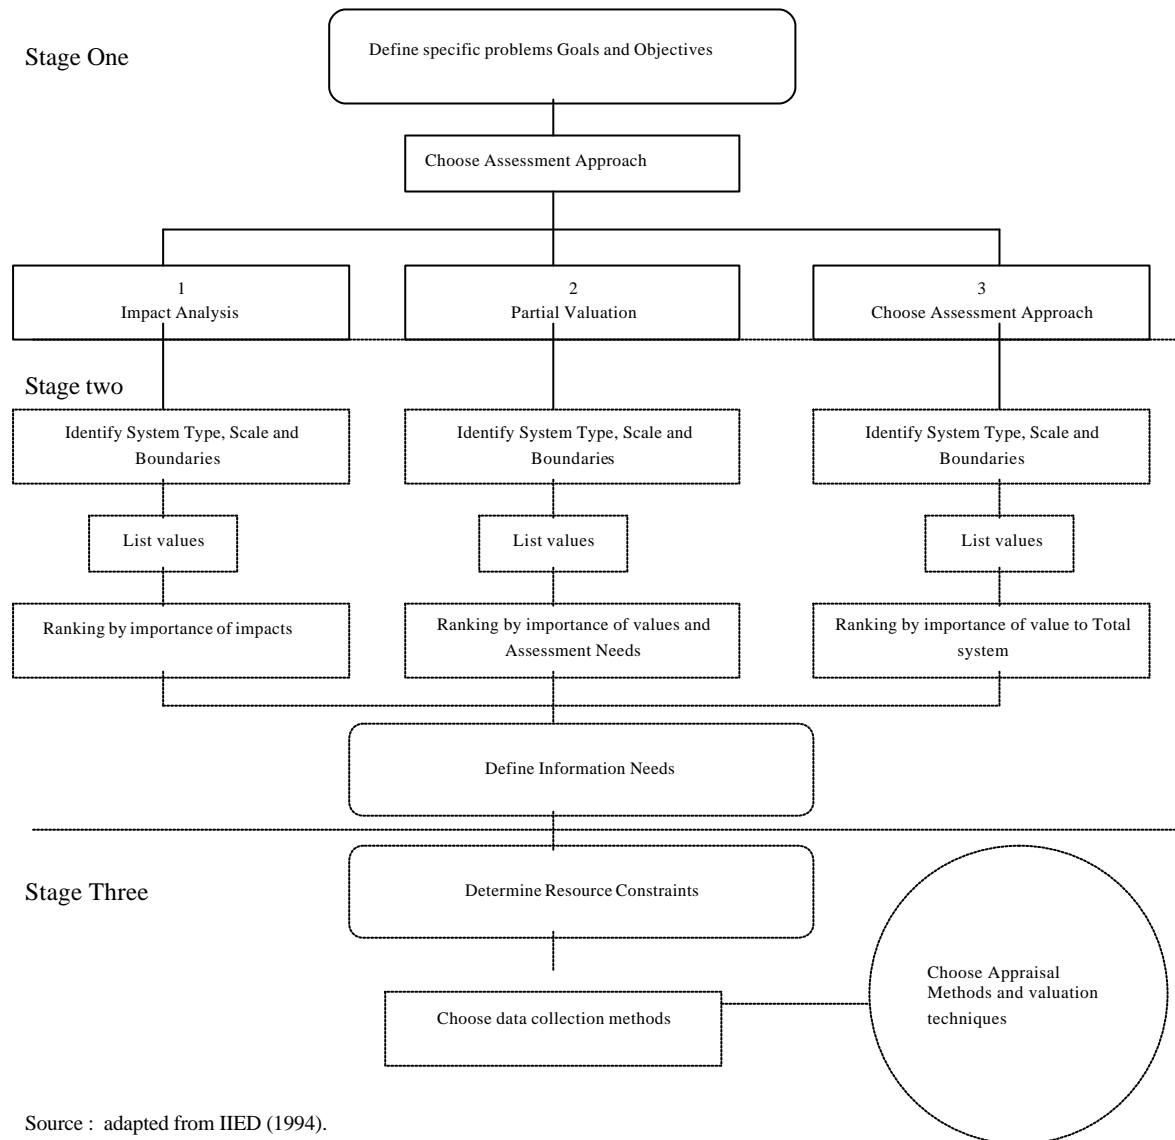 Stage One
Define specific problems Goals and Objectives
Choose Assessment Approach
1
Impact Analysis
2
Partial Valuation
3
Choose Assessment Approach
Stage two
Identify System Type, Scale and
Boundaries
Identify System Type, Scale and
Boundaries
Identify System Type, Scale and
Boundaries
List values
List values
List values
Ranking by importance of impacts
Ranking by importance of values and
Assessment Needs
Ranking by importance of value to Total
system
Define Information Needs
Stage Three
Determine Resource Constraints
Choose data collection methods
Choose Appraisal
Methods and valuation
techniques
Source : adapted from IIED (1994).